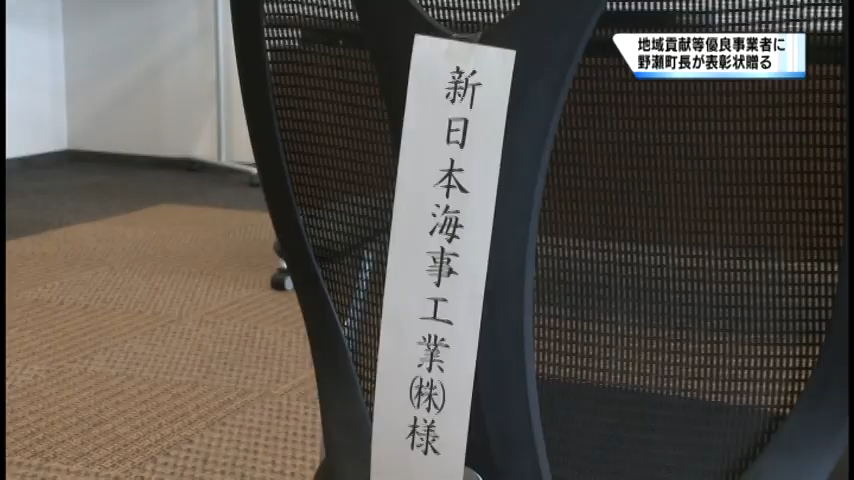 地域貢献等優良事業者に
野瀬町長が表彰状贈る
新日本海事工業㈱様